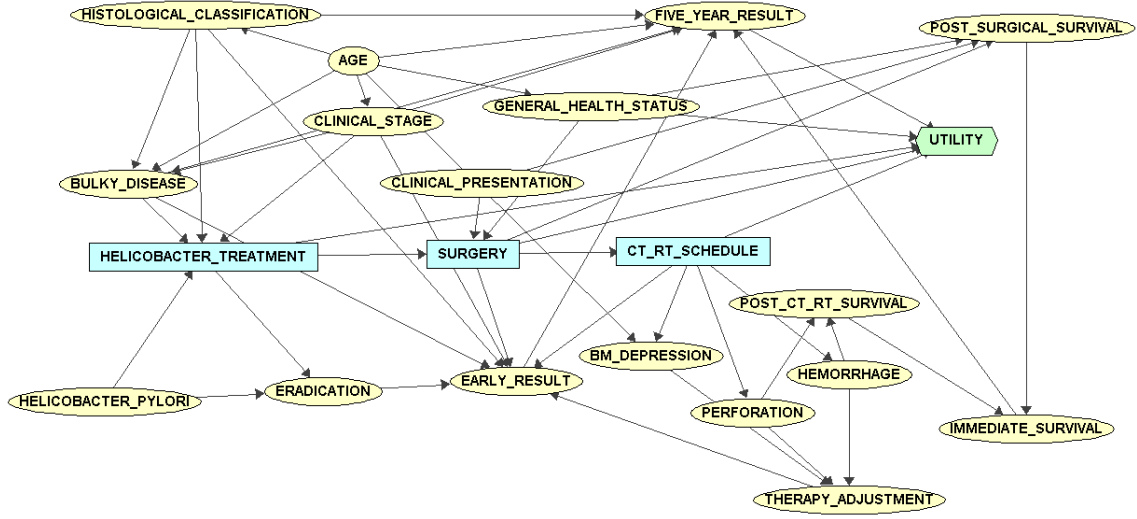 HISTOLOGICAL_CLASSIFICATION
FIVE_YEAR_RESULT
POST_SURGICAL_SURVIVAL
AGE
GENERAL_HEALTH_STATUS
CLINICAL_STAGE
UTILITY
BULKY_DISEASE
CLINICAL_PRESENTATION
HELICOBACTER_TREATMENT
SURGERY
CT_RT_SCHEDULE
POST_CT_RT_SURVIVAL
BM_DEPRESSION
HEMORRHAGE
EARLY_RESULT
ERADICATION
HELICOBACTER_PYLORI
PERFORATION
IMMEDIATE_SURVIVAL
THERAPY_ADJUSTMENT